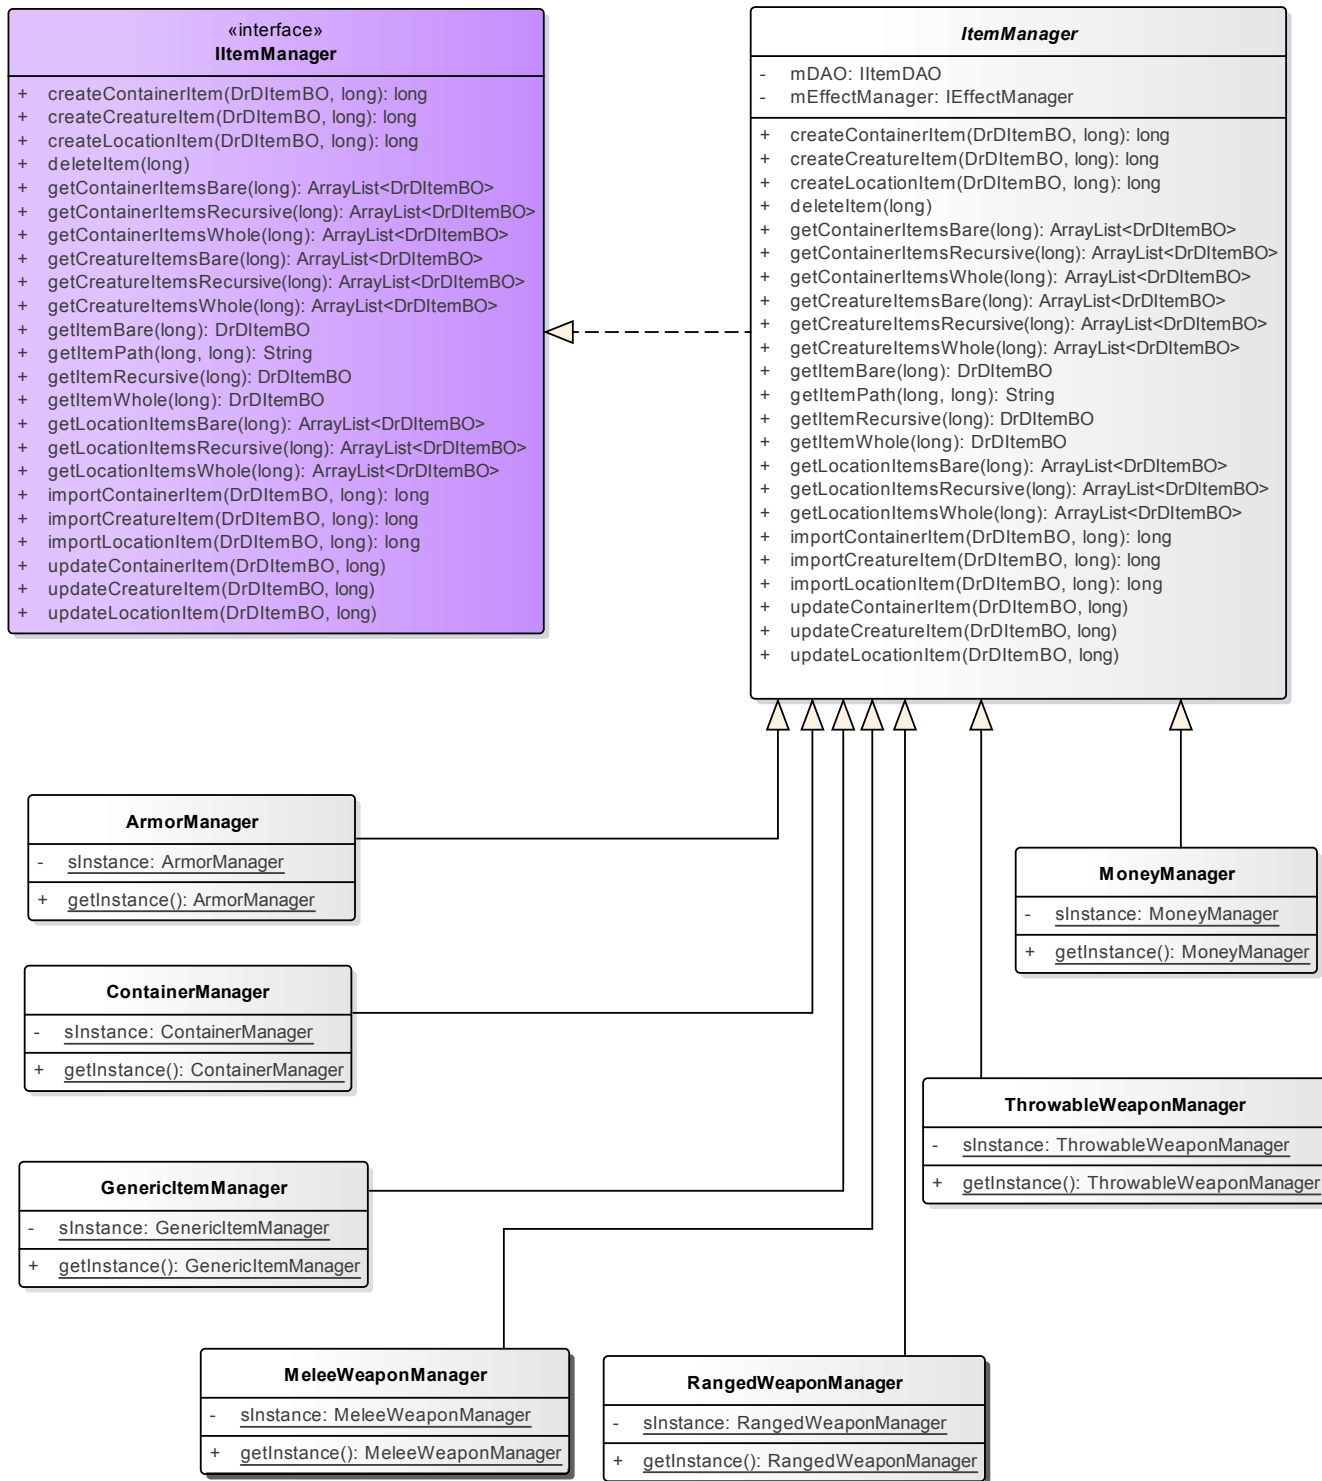 «interface»
IItemManager
+ createContainerItem(DrDItemBO, long): long
+ createCreatureItem(DrDItemBO, long): long
+ createLocationItem(DrDItemBO, long): long
+ deleteItem(long)
+ getContainerItemsBare(long): ArrayList<DrDItemBO>
+ getContainerItemsRecursive(long): ArrayList<DrDItemBO>
+ getContainerItemsWhole(long): ArrayList<DrDItemBO>
+ getCreatureItemsBare(long): ArrayList<DrDItemBO>
+ getCreatureItemsRecursive(long): ArrayList<DrDItemBO>
+ getCreatureItemsWhole(long): ArrayList<DrDItemBO>
+ getItemBare(long): DrDItemBO
+ getItemPath(long, long): String
+ getItemRecursive(long): DrDItemBO
+ getItemWhole(long): DrDItemBO
+ getLocationItemsBare(long): ArrayList<DrDItemBO>
+ getLocationItemsRecursive(long): ArrayList<DrDItemBO>
+ getLocationItemsWhole(long): ArrayList<DrDItemBO>
+ importContainerItem(DrDItemBO, long): long
+ importCreatureItem(DrDItemBO, long): long
+ importLocationItem(DrDItemBO, long): long
+ updateContainerItem(DrDItemBO, long)
+ updateCreatureItem(DrDItemBO, long)
+ updateLocationItem(DrDItemBO, long)
ItemManager
- mDAO: IItemDAO
- mEffectManager: IEffectManager
+ createContainerItem(DrDItemBO, long): long
+ createCreatureItem(DrDItemBO, long): long
+ createLocationItem(DrDItemBO, long): long
+ deleteItem(long)
+ getContainerItemsBare(long): ArrayList<DrDItemBO>
+ getContainerItemsRecursive(long): ArrayList<DrDItemBO>
+ getContainerItemsWhole(long): ArrayList<DrDItemBO>
+ getCreatureItemsBare(long): ArrayList<DrDItemBO>
+ getCreatureItemsRecursive(long): ArrayList<DrDItemBO>
+ getCreatureItemsWhole(long): ArrayList<DrDItemBO>
+ getItemBare(long): DrDItemBO
+ getItemPath(long, long): String
+ getItemRecursive(long): DrDItemBO
+ getItemWhole(long): DrDItemBO
+ getLocationItemsBare(long): ArrayList<DrDItemBO>
+ getLocationItemsRecursive(long): ArrayList<DrDItemBO>
+ getLocationItemsWhole(long): ArrayList<DrDItemBO>
+ importContainerItem(DrDItemBO, long): long
+ importCreatureItem(DrDItemBO, long): long
+ importLocationItem(DrDItemBO, long): long
+ updateContainerItem(DrDItemBO, long)
+ updateCreatureItem(DrDItemBO, long)
+ updateLocationItem(DrDItemBO, long)
ArmorManager
- sInstance: ArmorManager
+ getInstance(): ArmorManager
MoneyManager
- sInstance: MoneyManager
+ getInstance(): MoneyManager
ContainerManager
- sInstance: ContainerManager
+ getInstance(): ContainerManager
ThrowableWeaponManager
- sInstance: ThrowableWeaponManager
+ getInstance(): ThrowableWeaponManager
GenericItemManager
- sInstance: GenericItemManager
+ getInstance(): GenericItemManager
MeleeWeaponManager
- sInstance: MeleeWeaponManager
+ getInstance(): MeleeWeaponManager
RangedWeaponManager
- sInstance: RangedWeaponManager
+ getInstance(): RangedWeaponManager